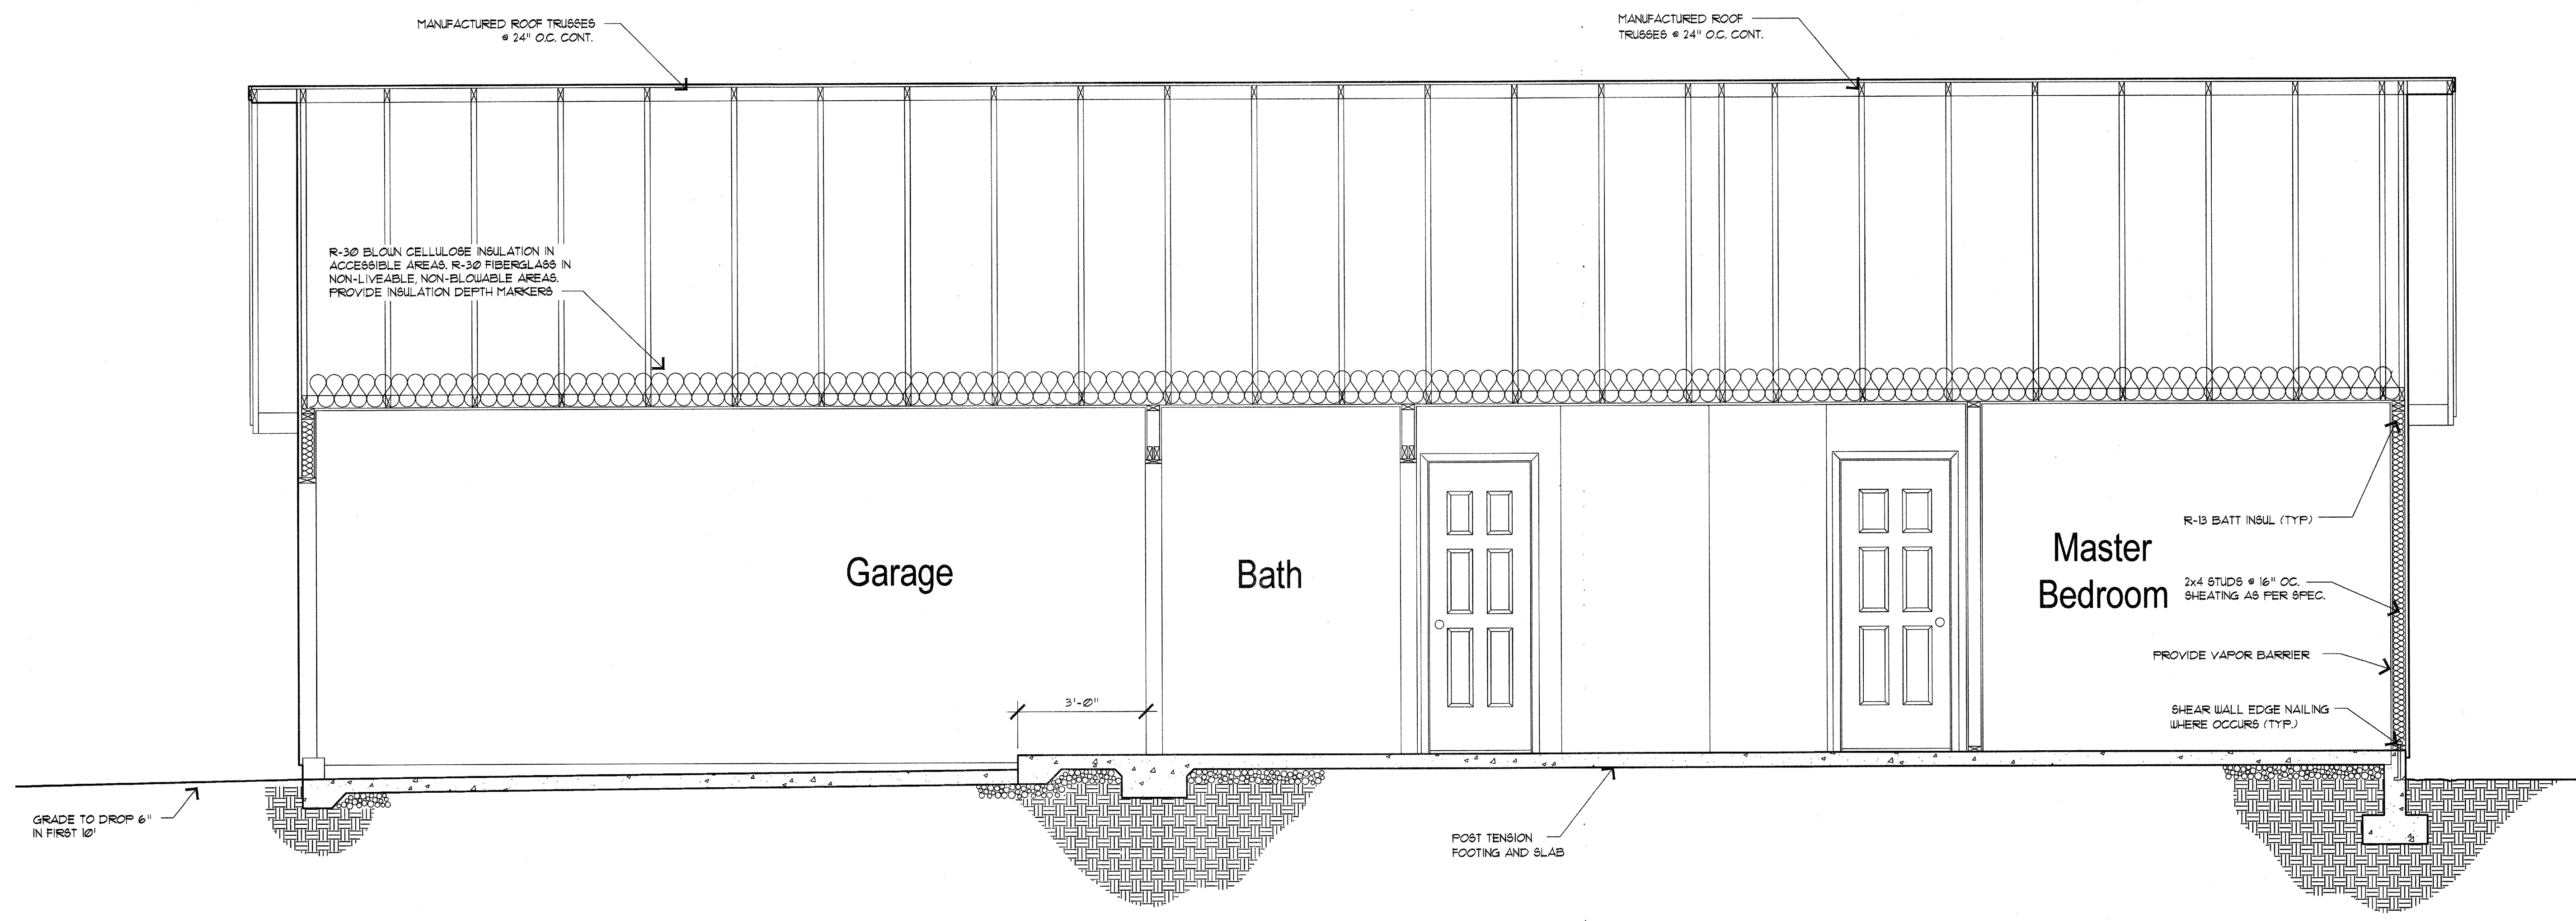 MANUFACTURED ROOF TRUSSES
@ 24" O.C. CONT.
MANUFACTURED ROOF
TRUSSES @ 24" O.C. CONT.
R-30 BLOWN CELLULOSE INSULATION IN
ACCESSIBLE AREAS. R-30 FIBERGLASS IN
NON-LIVEABLE, NON-BLOWABLE AREAS.
PROVIDE INSULATION DEPTH MARKERS
R-13 BATT INSUL (TYP)
Garage
Bath
Master
Bedroom
2x4 STUDS @ 16" OC.
SHEATING AS PER SPEC.
PROVIDE VAPOR BARRIER
3'-0"
SHEAR WALL EDGE NAILING
WHERE OCCURS (TYP.)
GRADE TO DROP 6"
IN FIRST 10'
POST TENSION
FOOTING AND SLAB